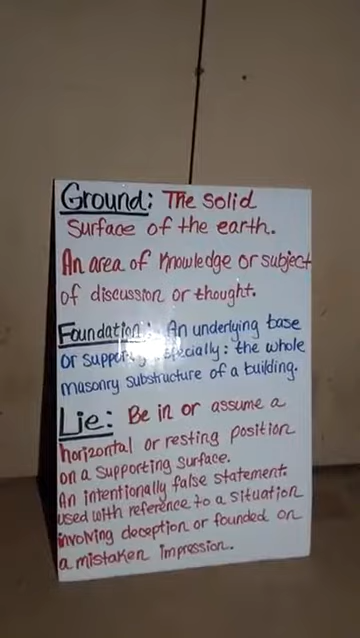 Ground: The solid
Surface of the earth.
An area of Knowledge or subject
of discussion or thought.
Foundation: An underlying base
or support especially: the whole
masonry substructure of a building.
Lie: Be in or assume a
horizontal or resting position
on a supporting surface.
An intentionally false statement.
used with reference to a situation
involving deception or founded on
a mistaken impression.